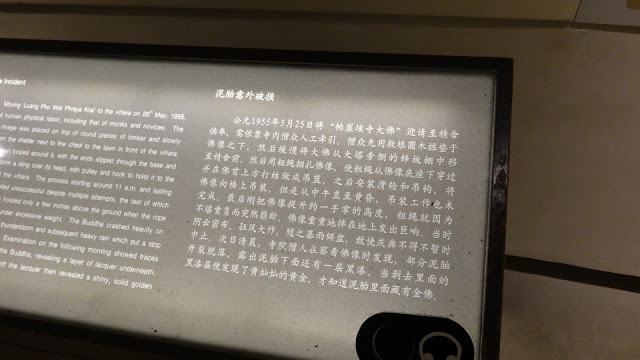 Incident
Moving 'Luang Pho Wat Phraya Krai' to the vihara on 25th May, 1955,
human physical labor, including that of monks and novices. The
image was placed on top of round pieces of timber and slowly
the shelter next to the chedi to the lawn in front of the vihara.
looped around it, with the ends slipped through the base and
to form a sling over its head, with pulley and hook to hoist it to the
the vihara. The process starting around 11 a.m. and lasting
unsuccessful despite multiple attempts, the last of which
hoisted only a few inches above the ground when the rope
under excessive weight. The Buddha crashed heavily on
thunderstorm and subsequent heavy rain which put a stop
Examination on the following morning showed traces
the Buddha, revealing a layer of lacquer underneath.
the lacquer then revealed a shiny, solid golden
泥胎意外破损
公元1955年5月25日将“帕崖垓寺大佛”迎请至精舍
供奉,需依靠寺内僧众人工牵引,僧众先用数根圆木柱垫于
佛像之下,然后缓慢将大佛从大塔旁侧的锌板棚中移
至精舍前,然后用粗绳捆扎佛像,使粗绳从佛像底座下穿过
并在佛首上方打结做成吊篮。之后安装滑轮和吊钩,将
佛像向楼上吊装,但是从中午直至黄昏,吊装工作也未
完成。最后刚把佛像提升约一手掌的高度,粗绳就因为
不堪重负而突然崩断,佛像重重地摔在地上发出巨响。当时
阴云密布、狂风大作,随之暴雨倾盆,致使庆典不得不暂时
中止。次日清晨,寺院僧人在察看佛像时发现,部分泥胎
开裂脱落,露出泥胎下面还有一层黑漆,当剥去里面的
黑漆层便发现了黄灿灿的黄金,才知道泥胎里面藏有金佛。